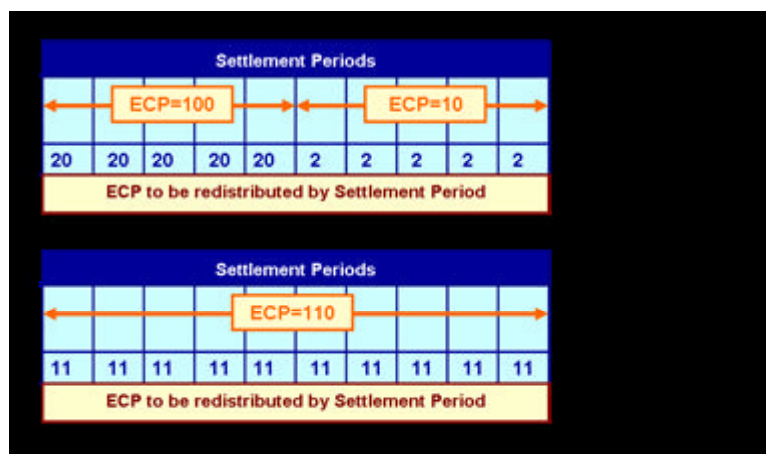 Settlement Periods
ECP=100 ECP=10
20 20 20 20 20 2 2 2 2 2
ECP to be redistributed by Settlement Period
Settlement Periods
ECP=110
11 11 11 11 11 11 11 11 11 11
ECP to be redistributed by Settlement Period